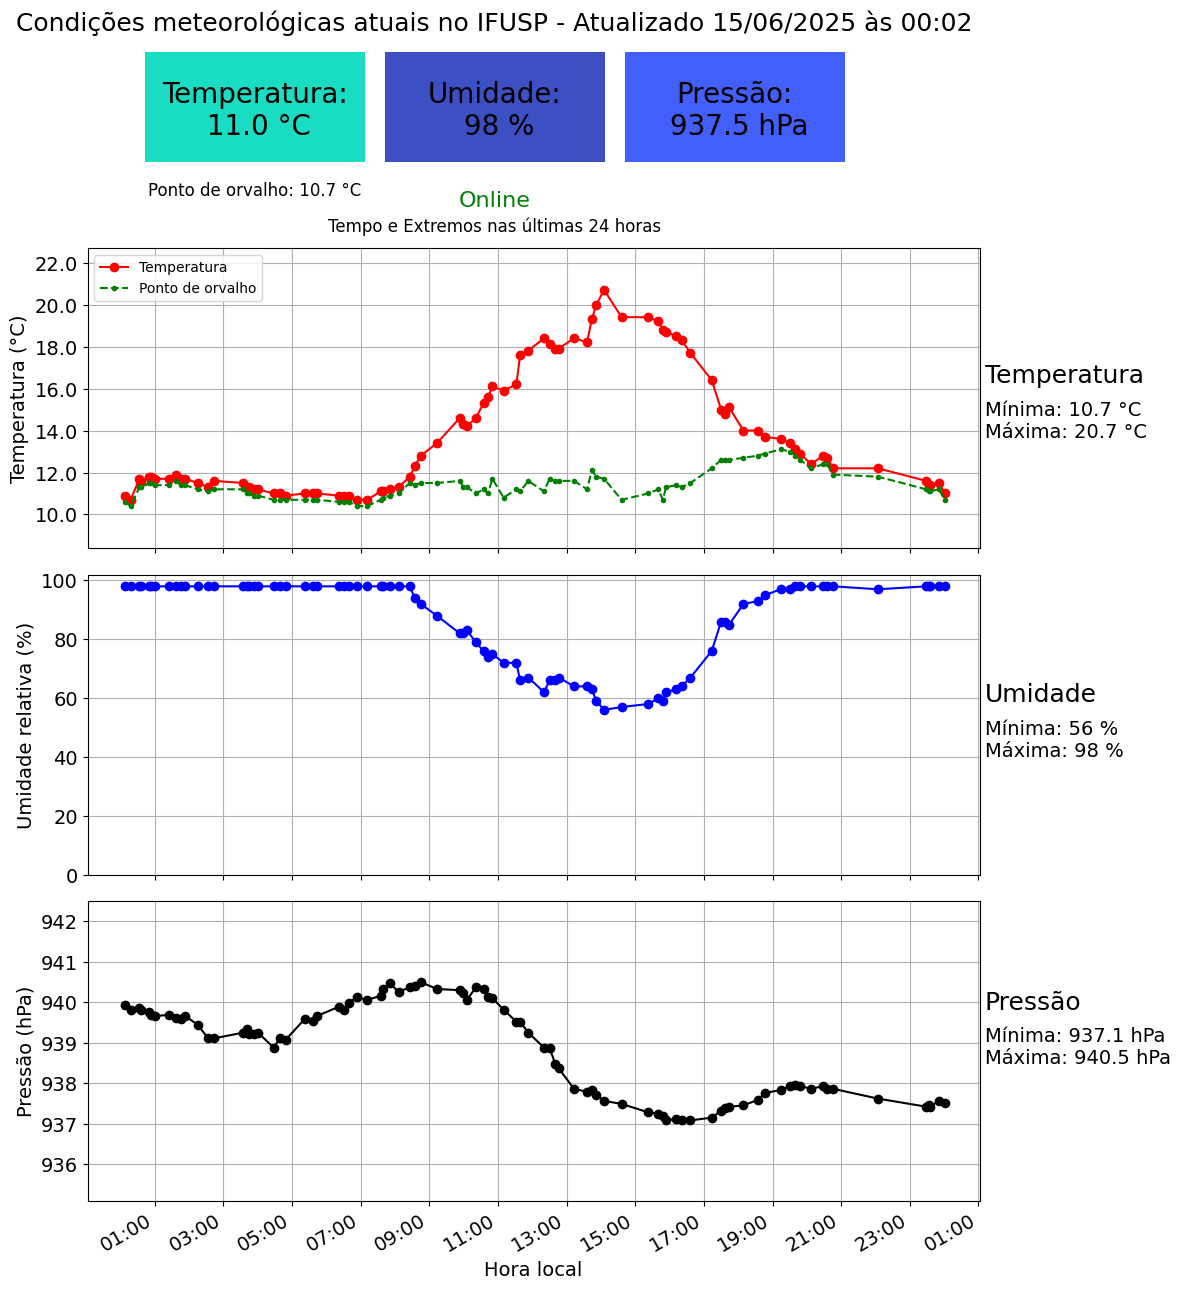 Condições meteorológicas atuais no IFUSP - Atualizado 15/06/2025 às 00:02
Temperatura:
11.0 °C
Umidade:
98 %
Pressão:
937.5 hPa
Ponto de orvalho: 10.7 °C
Online
Tempo e Extremos nas últimas 24 horas
Temperatura (°C)
22.0
20.0
18.0
16.0
14.0
12.0
10.0
Temperatura
Ponto de orvalho
Temperatura
Mínima: 10.7 °C
Máxima: 20.7 °C
Umidade relativa (%)
100
80
60
40
20
0
Umidade
Mínima: 56 %
Máxima: 98 %
Pressão (hPa)
942
941
940
939
938
937
936
Pressão
Mínima: 937.1 hPa
Máxima: 940.5 hPa
01:00
03:00
05:00
07:00
09:00
11:00
13:00
15:00
17:00
19:00
21:00
23:00
01:00
Hora local